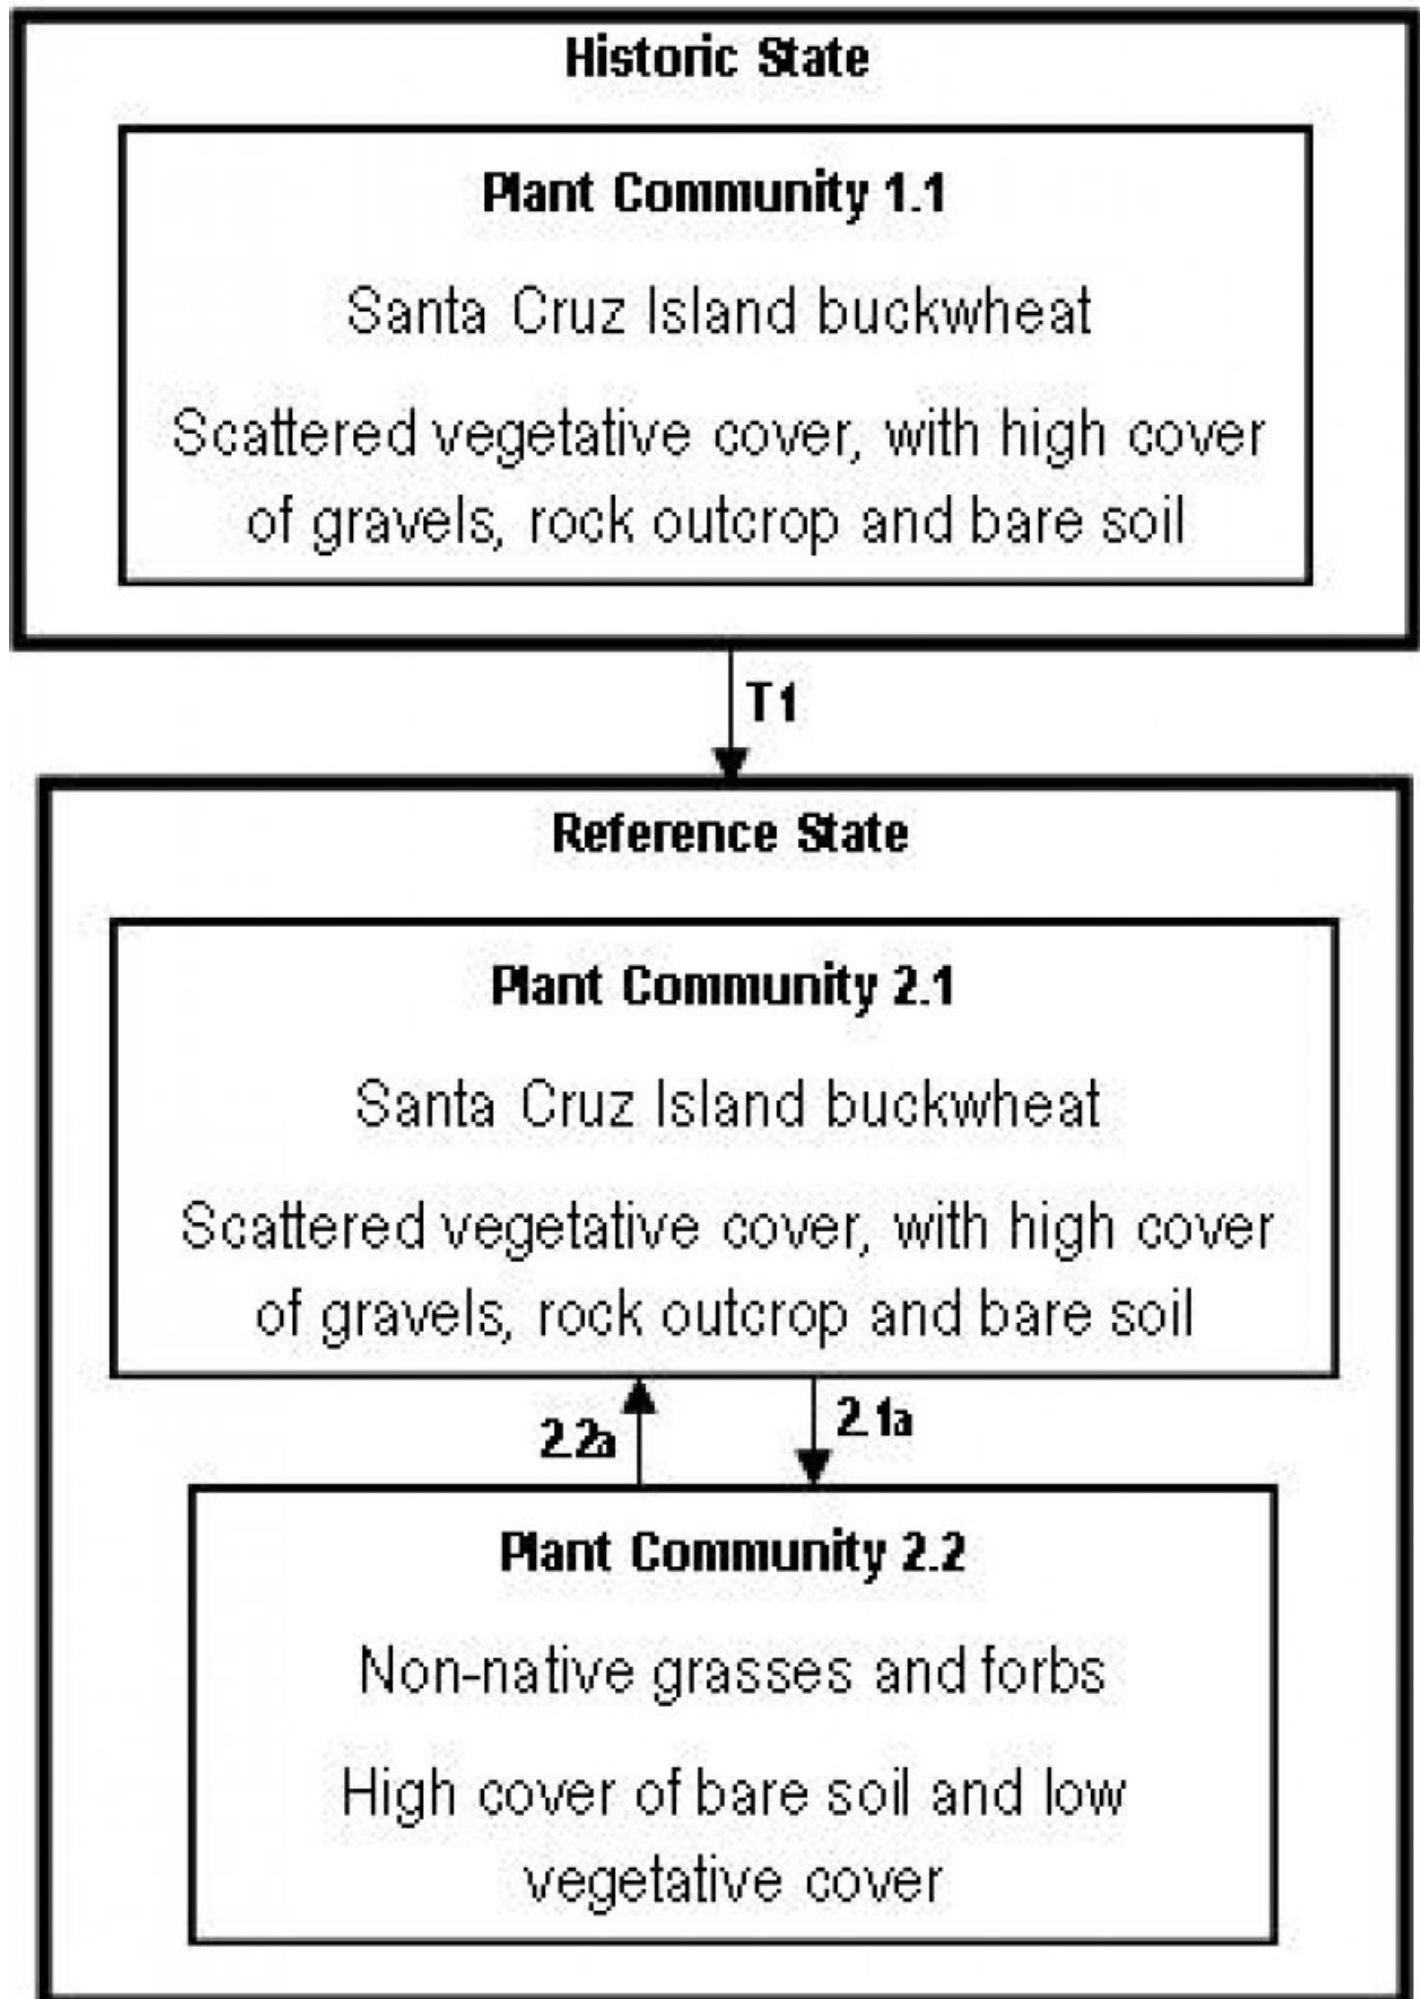 Historic State
Plant Community 1.1
Santa Cruz Island buckwheat
Scattered vegetative cover, with high cover
of gravels, rock outcrop and bare soil
T1
Reference State
Plant Community 2.1
Santa Cruz Island buckwheat
Scattered vegetative cover, with high cover
of gravels, rock outcrop and bare soil
2.2a
2.1a
Plant Community 2.2
Non-native grasses and forbs
High cover of bare soil and low
vegetative cover